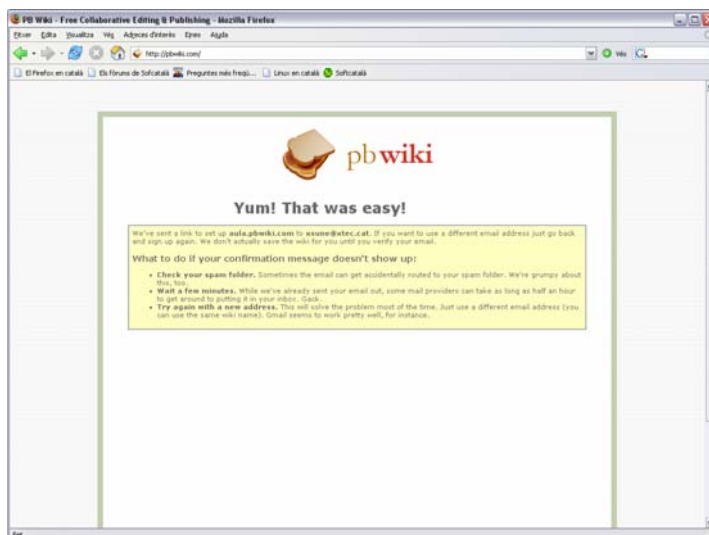 PB Wiki - Free Collaborative Editing & Publishing - Mozilla Firefox
Fitxer Edita Visualitza Vés Adreces d'interès Eines Ajuda
http://pbwiki.com/
Vés
El Firefox en català Els fòrums de Softcatalà Preguntes més freqü... Linux en català Softcatalà
pbwiki
Yum! That was easy!
We've sent a link to set up aula.pbwiki.com to xsune@xtec.cat. If you want to use a different email address just go back
and sign up again. We don't actually save the wiki for you until you verify your email.
What to do if your confirmation message doesn't show up:
• Check your spam folder. Sometimes the email can get accidentally routed to your spam folder. We're grumpy about
this, too.
• Wait a few minutes. While we've already sent your email out, some mail providers can take as long as half an hour
to get around to putting it in your inbox. Gack.
• Try again with a new address. This will solve the problem most of the time. Just use a different email address (you
can use the same wiki name). Gmail seems to work pretty well, for instance.